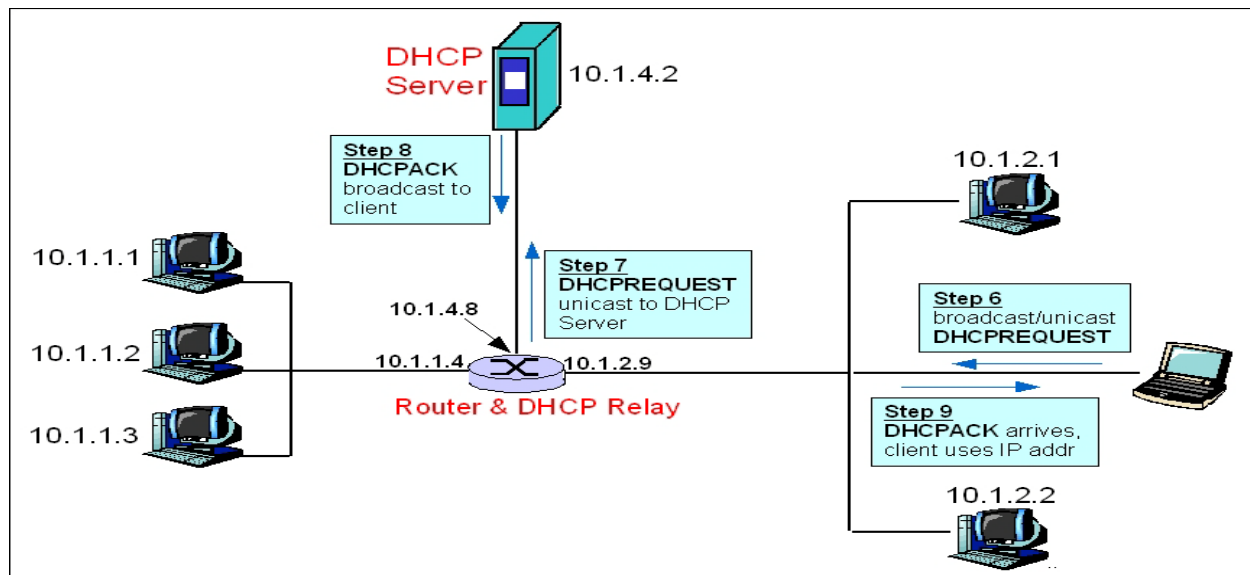 DHCP
Server
10.1.4.2
Step 8
DHCPACK
broadcast to
client
10.1.2.1
10.1.1.1
Step 7
DHCPREQUEST
unicast to DHCP
Server
Step 6
broadcast/unicast
DHCPREQUEST
10.1.4.8
10.1.1.2
10.1.1.4
10.1.2.9
Router & DHCP Relay
10.1.1.3
Step 9
DHCPACK arrives,
client uses IP addr
10.1.2.2